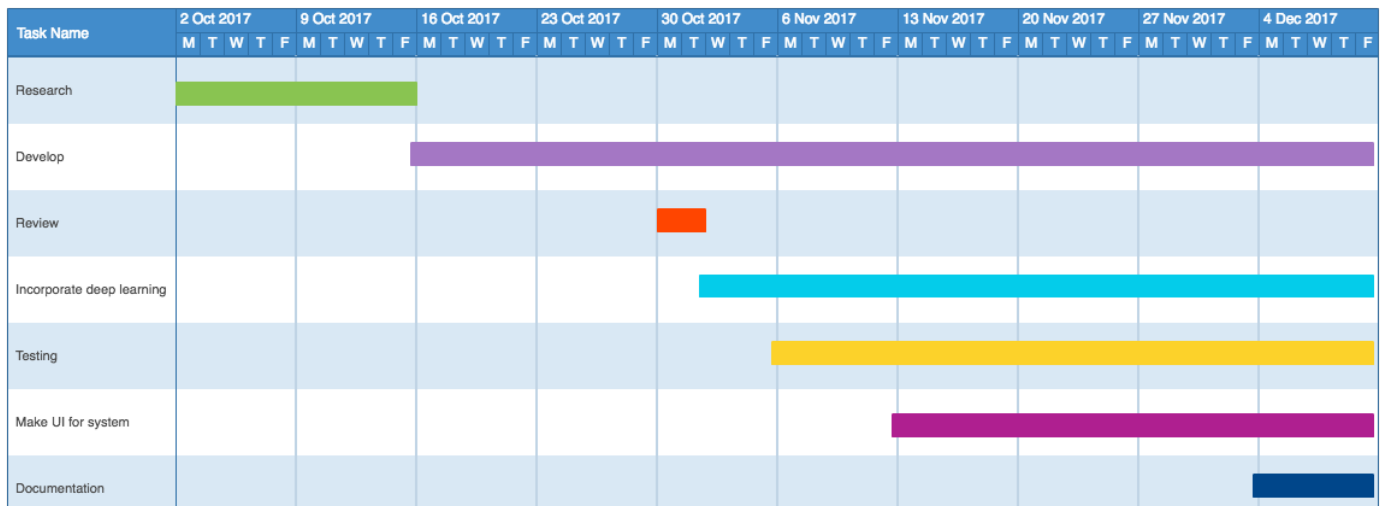 Task Name
2 Oct 2017 9 Oct 2017 16 Oct 2017 23 Oct 2017 30 Oct 2017 6 Nov 2017 13 Nov 2017 20 Nov 2017 27 Nov 2017 4 Dec 2017
M T W T F M T W T F M T W T F M T W T F M T W T F M T W T F M T W T F M T W T F M T W T F M T W T F
Research
Develop
Review
Incorporate deep learning
Testing
Make UI for system
Documentation